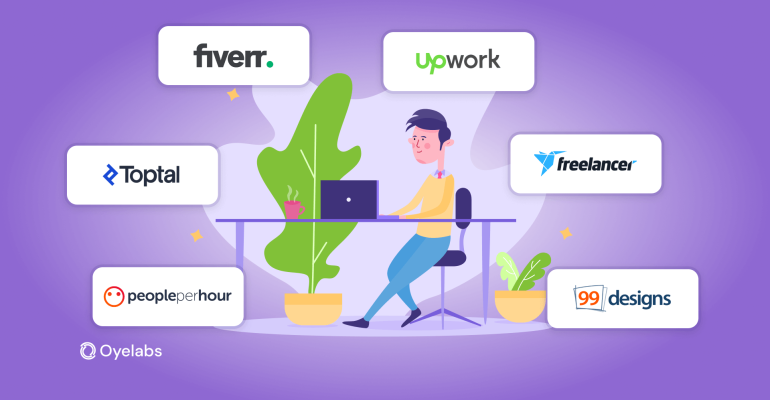 fiverr.
upwork
Toptal
freelancer
peopleperhour
99designs
Oyelabs